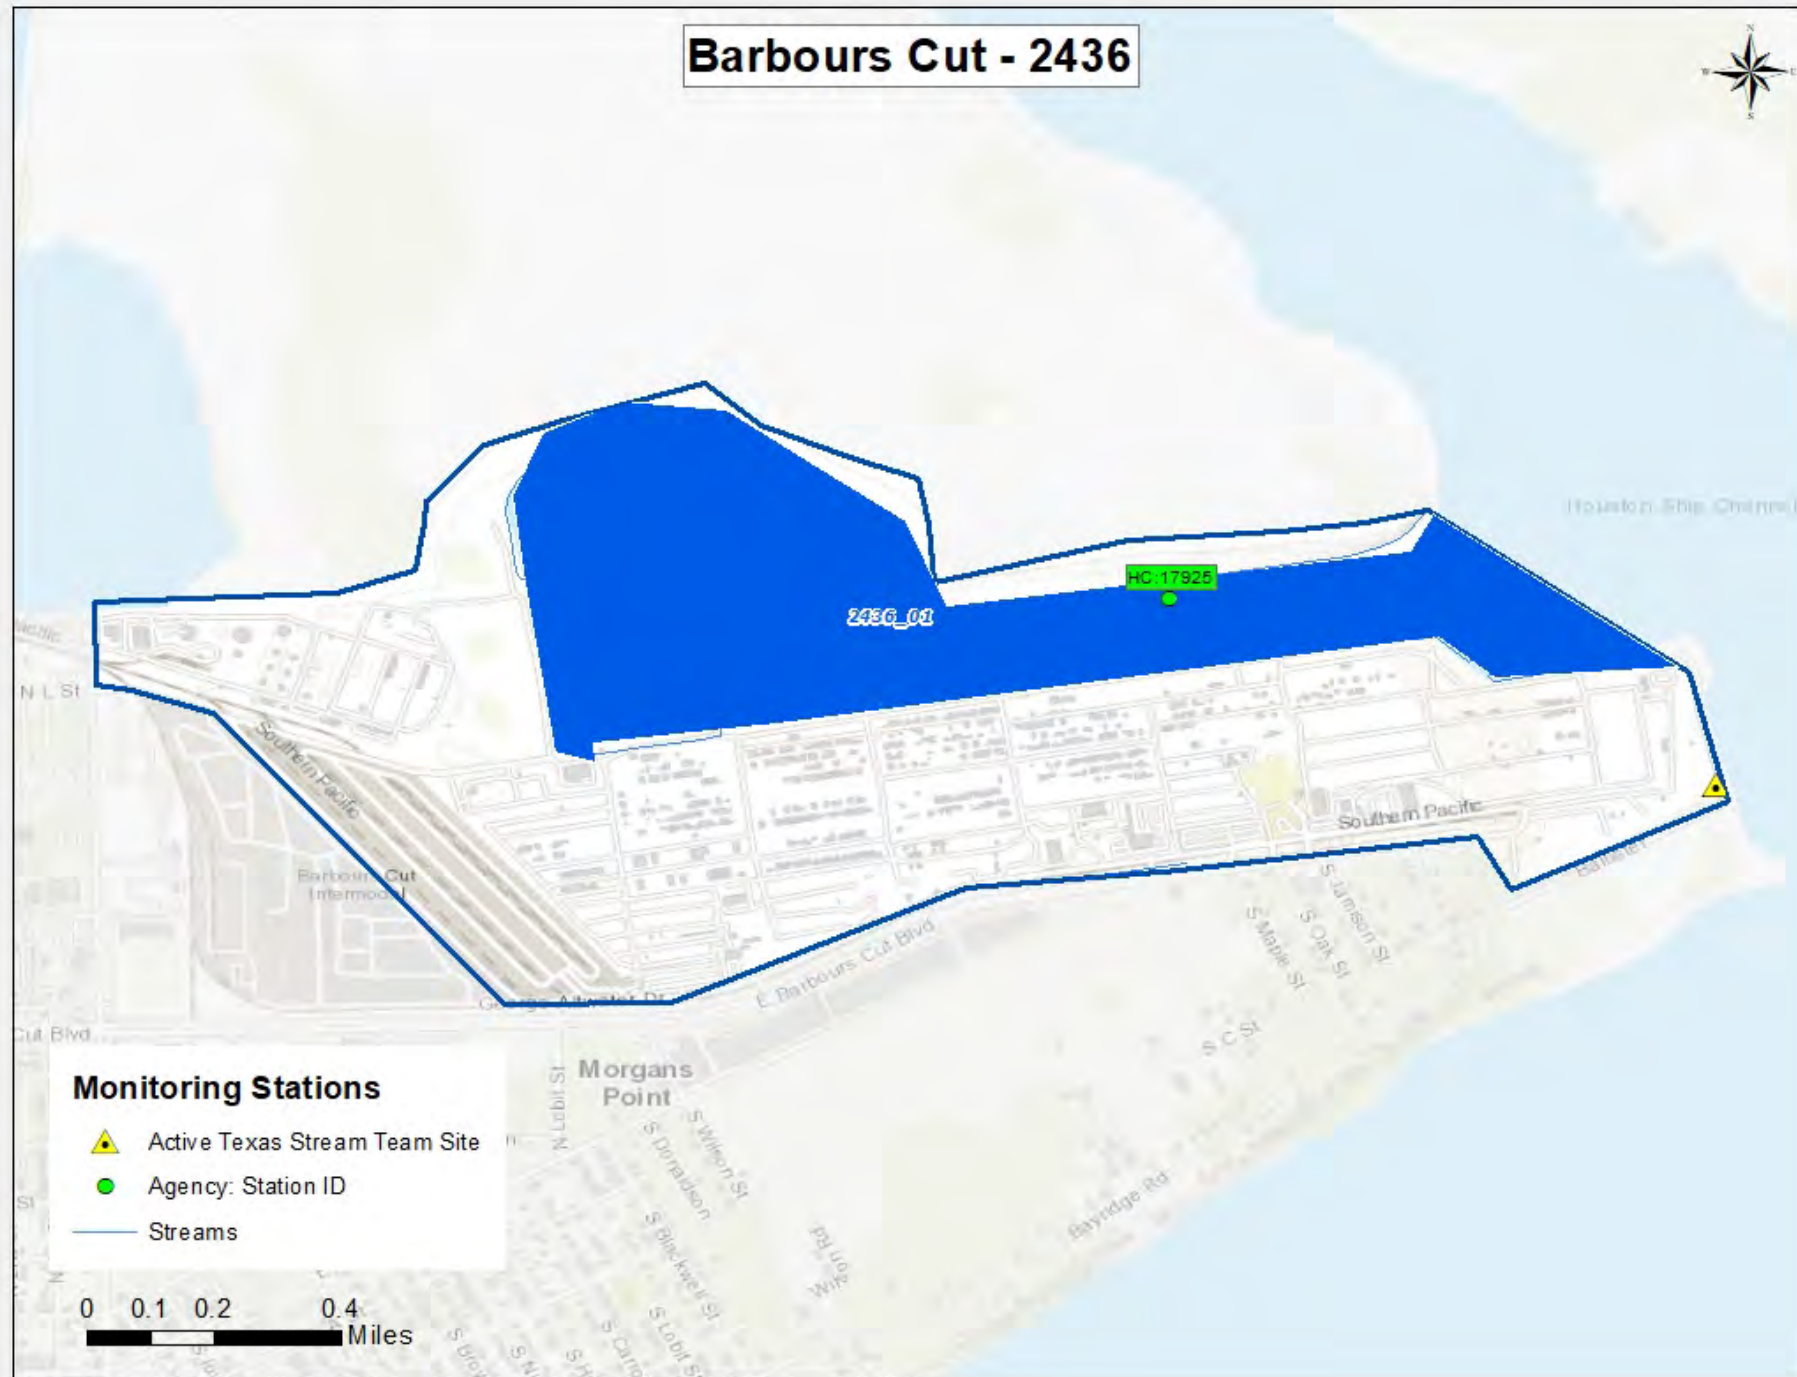 Barbours Cut - 2436
N
W
S
Houston Ship Channel
HC:17925
2436_01
N L St
Southern Pacific
Southern Pacific
Barbours Cut
Intermodal
E Barbours Cut Blvd
Cut Blvd
S Jamison St
S Oak St
S Maple St
S C St
Morgans
Point
N Lobit St
S Wilson St
S Donaldson
S Blackwell St
S Lobit St
Bayridge Rd
Monitoring Stations
Active Texas Stream Team Site
Agency: Station ID
Streams
St
0 0.1 0.2 0.4
Miles